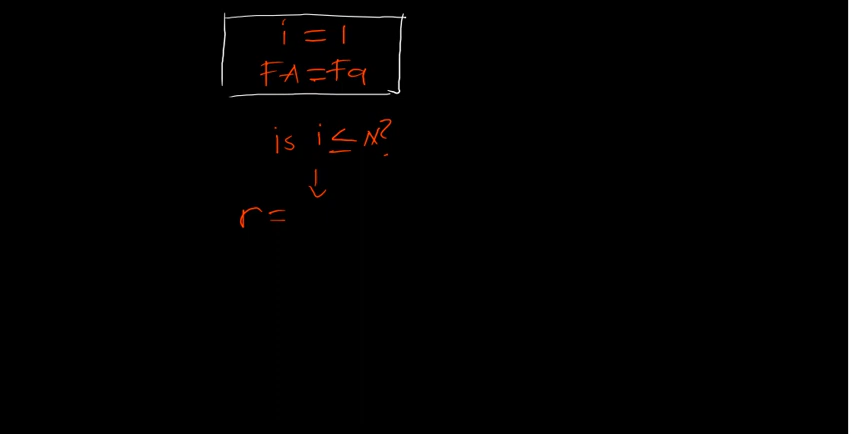 i = 1
FA = Fa
is i ≤ N?
↓
r =